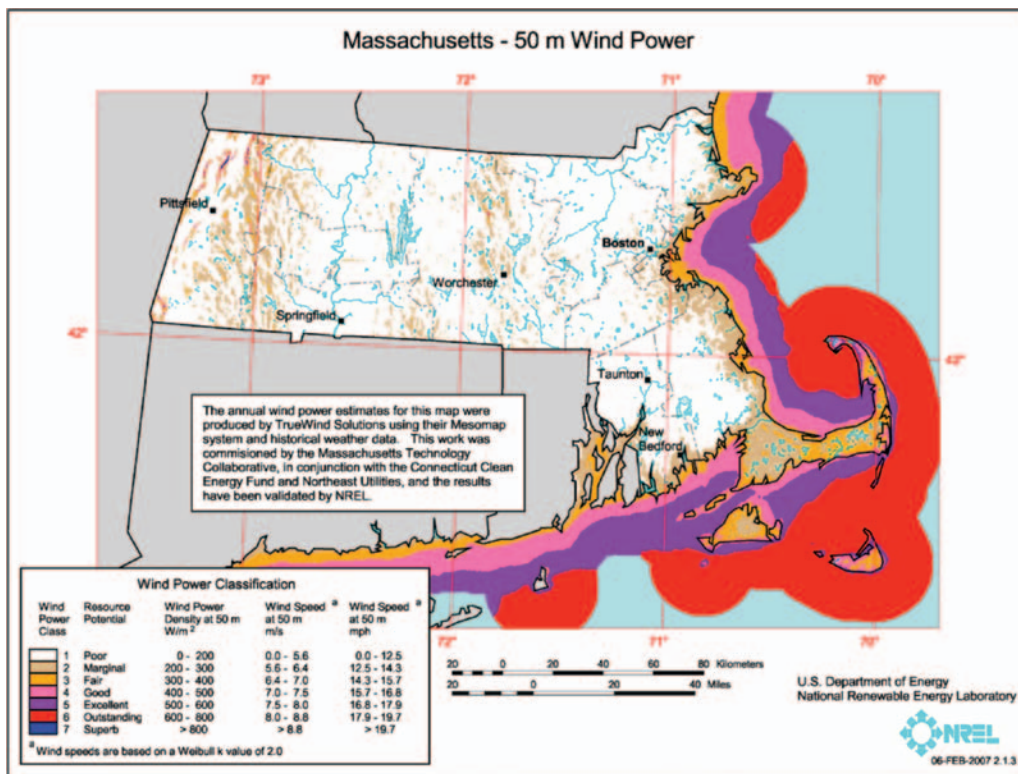 Massachusetts - 50 m Wind Power
73°
72°
71°
70°
Pittsfield
Boston
Worchester
Springfield
42°
43°
Taunton
New
Bedford
The annual wind power estimates for this map were
produced by TrueWind Solutions using their Mesomap
system and historical weather data. This work was
commisioned by the Massachusetts Technology
Collaborative, in conjunction with the Connecticut Clean
Energy Fund and Northeast Utilities, and the results
have been validated by NREL.
72°
71°
70°
Wind Power Classification
Wind Power Class Resource Potential Wind Power Density at 50 m W/m 2 Wind Speed a at 50 m m/s Wind Speed a at 50 m mph
1 Poor 0 - 200 0.0 - 5.6 0.0 - 12.5
2 Marginal 200 - 300 5.6 - 6.4 12.5 - 14.3
3 Fair 300 - 400 6.4 - 7.0 14.3 - 15.7
4 Good 400 - 500 7.0 - 7.5 15.7 - 16.8
5 Excellent 500 - 600 7.5 - 8.0 16.8 - 17.9
6 Outstanding 600 - 800 8.0 - 8.8 17.9 - 19.7
7 Superb > 800 > 8.8 > 19.7
a Wind speeds are based on a Weibull k value of 2.0
20 0 20 40 60 80 Kilometers
20 0 20 40 Miles
U.S. Department of Energy
National Renewable Energy Laboratory
NREL
06-FEB-2007 2.1.3